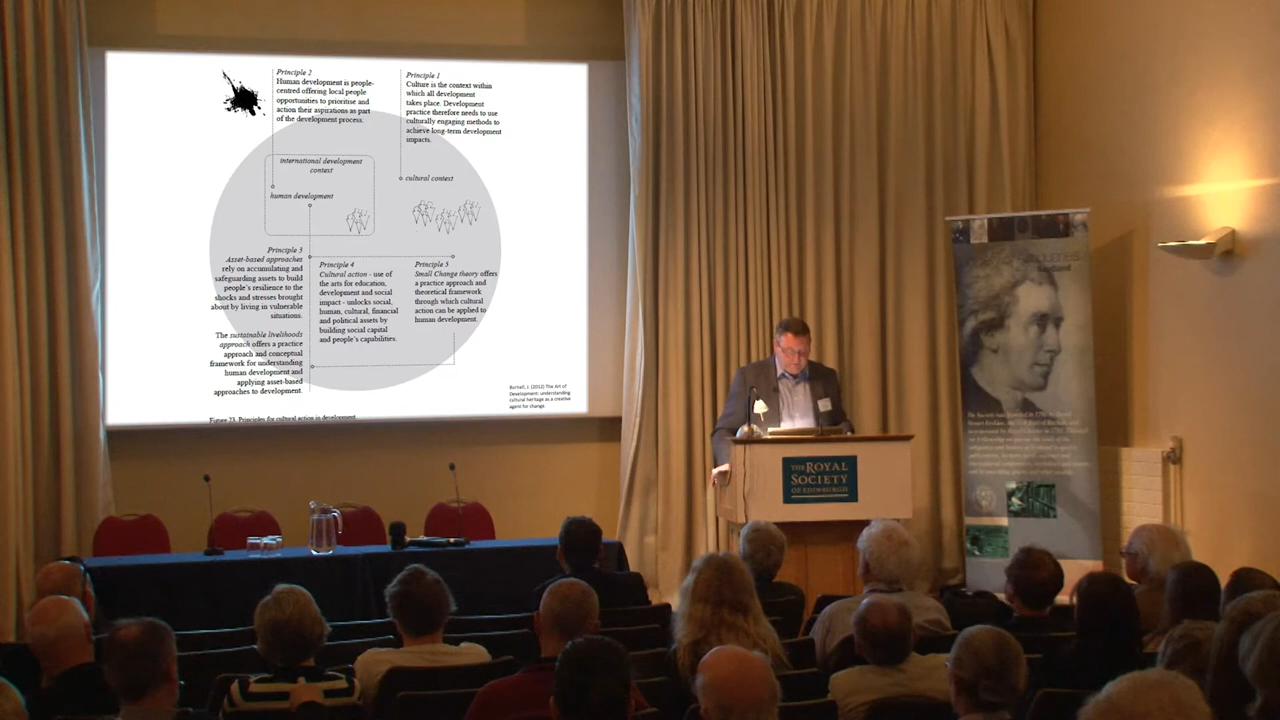 Principle 2
Human development is people-
centred offering local people
opportunities to prioritise and
action their aspirations as part
of the development process.
Principle 1
Culture is the context within
which all development
takes place. Development
practice therefore needs to use
culturally engaging methods to
achieve long-term development
impacts.
international development
context
cultural context
human development
Principle 3
Asset-based approaches
rely on accumulating and
safeguarding assets to build
people's resilience to the
shocks and stresses brought
about by living in vulnerable
situations.
The sustainable livelihoods
approach offers a practice
approach and conceptual
framework for understanding
human development and
applying asset-based
approaches to development.
Principle 4
Cultural action - use of
the arts for education,
development and social
impact - unlocks social,
human, cultural, financial
and political assets by
building social capital
and people's capabilities.
Principle 5
Small Change theory offers
a practice approach and
theoretical framework
through which cultural
action can be applied to
human development.
Burnell, J. (2012) The Art of
Development: understanding
cultural heritage as a creative
agent for change.
Figure 23. Principles for cultural action in development
THE ROYAL
SOCIETY
OF EDINBURGH
Scotland